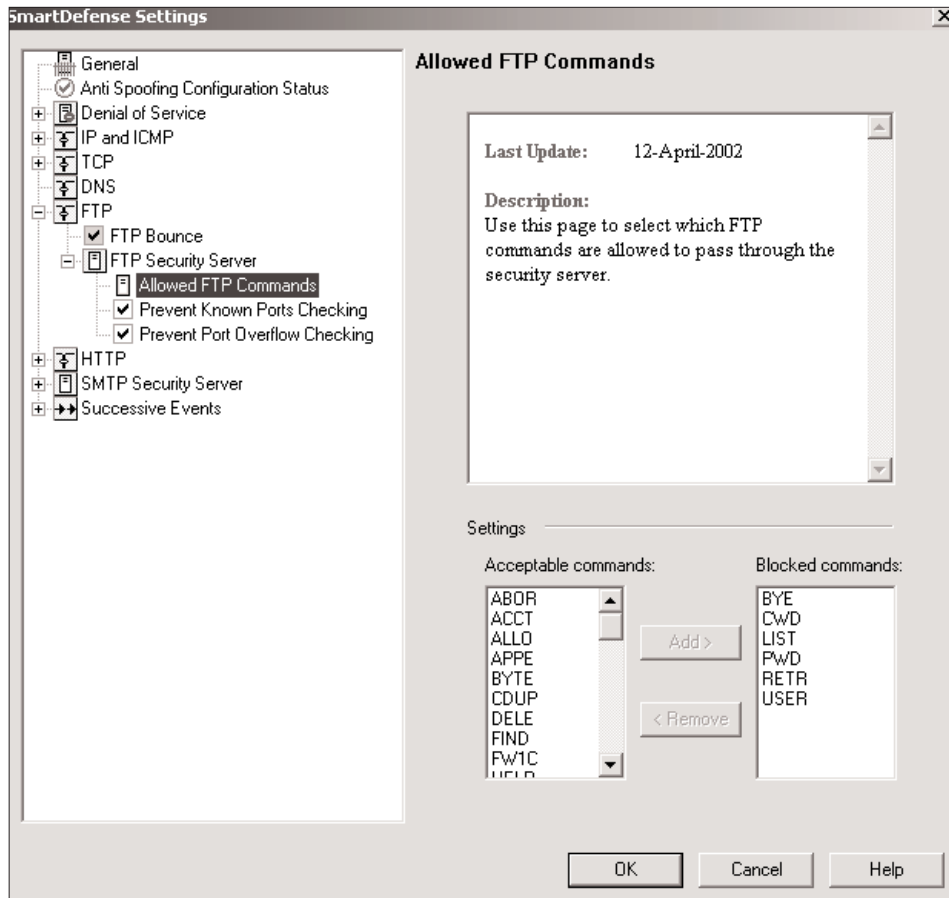 SmartDefense Settings
General
Anti Spoofing Configuration Status
Denial of Service
IP and ICMP
TCP
DNS
FTP
FTP Bounce
FTP Security Server
Allowed FTP Commands
Prevent Known Ports Checking
Prevent Port Overflow Checking
HTTP
SMTP Security Server
Successive Events
Allowed FTP Commands
Last Update: 12-April-2002
Description:
Use this page to select which FTP
commands are allowed to pass through the
security server.
Settings
Acceptable commands:
ABOR
ACCT
ALLO
APPE
BYTE
CDUP
DELE
FIND
FW1C
HELP
Add >
< Remove
Blocked commands:
BYE
CWD
LIST
PWD
RETR
USER
OK
Cancel
Help